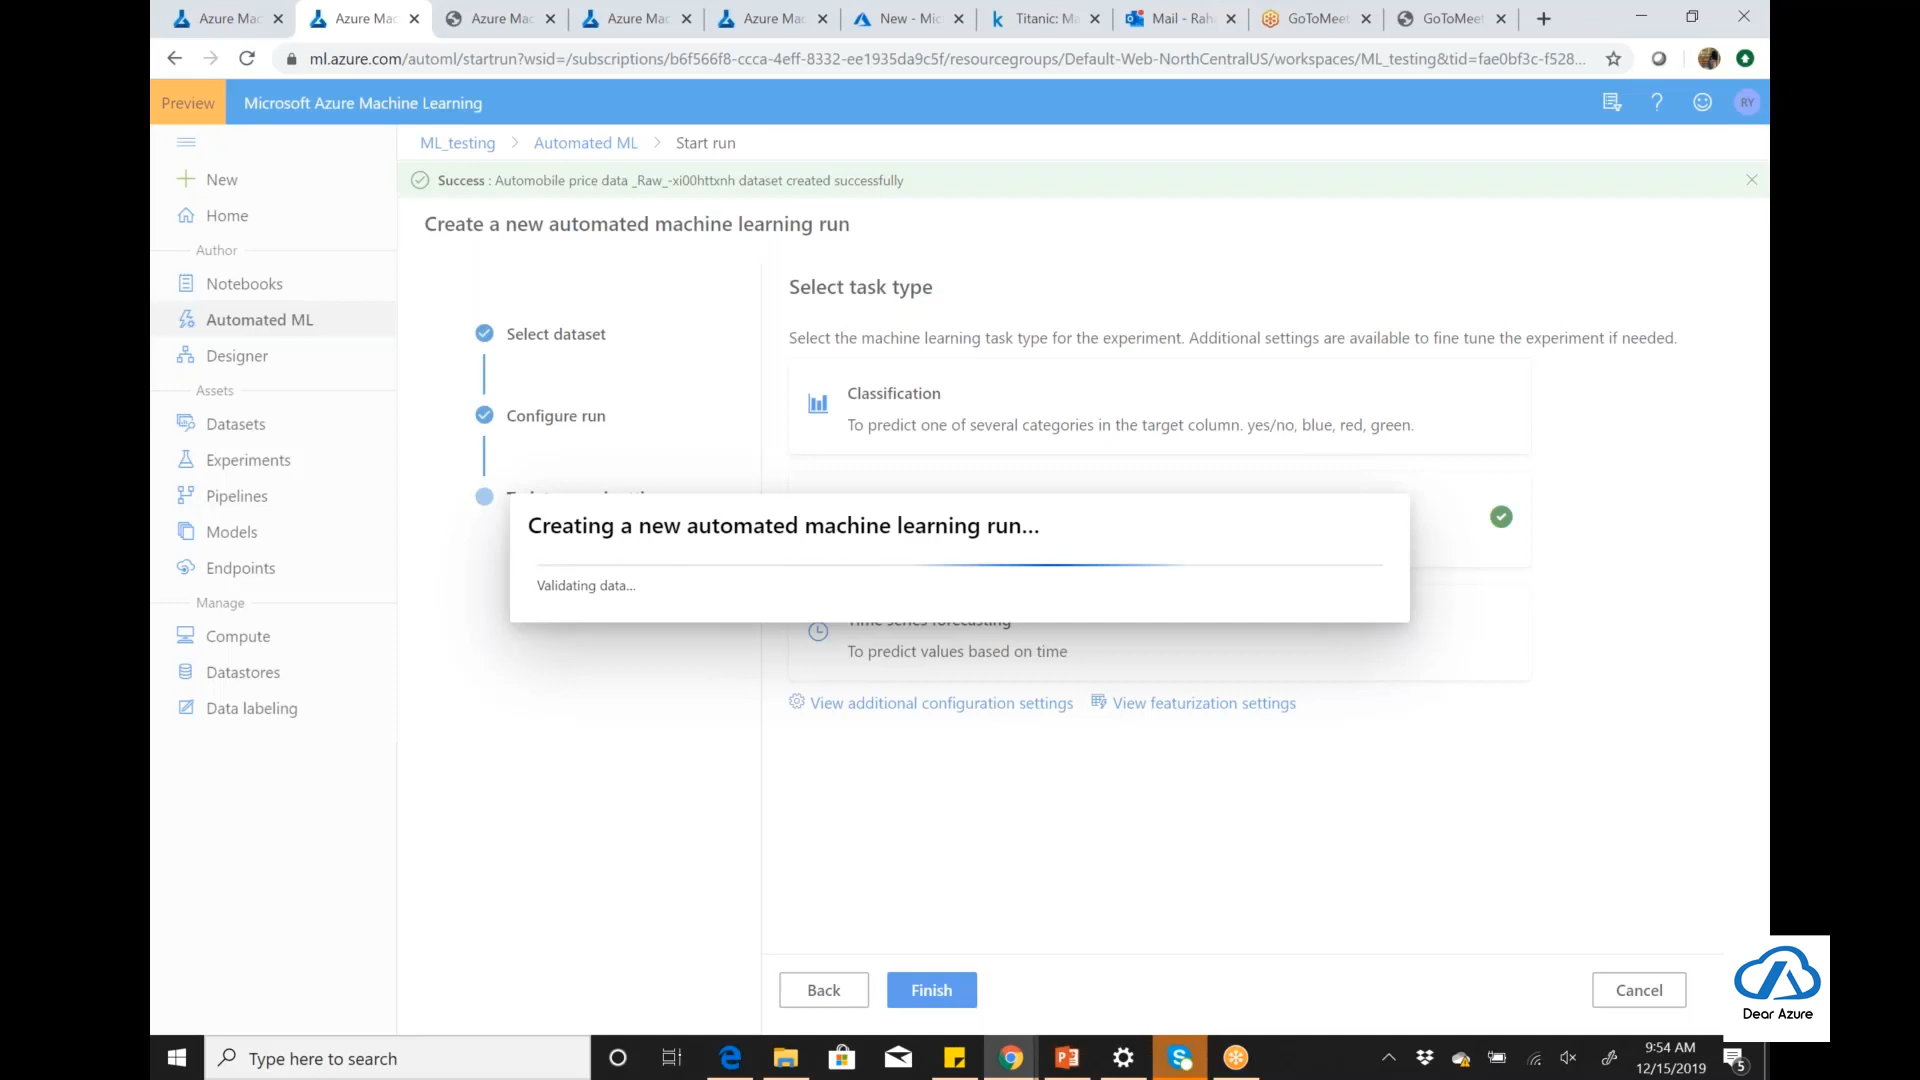 Azure Mac
Azure Mac
Azure Mac
Azure Mac
Azure Mac
New - Mic
Titanic: Ma
Mail - Rah
GoToMeet
GoToMeet
ml.azure.com/automl/startrun?wsid=/subscriptions/b6f566f8-ccca-4eff-8332-ee1935da9c5f/resourcegroups/Default-Web-NorthCentralUS/workspaces/ML_testing&tid=fae0bf3c-f528...
Preview
Microsoft Azure Machine Learning
RY
ML_testing > Automated ML > Start run
Success : Automobile price data _Raw_-xi00httxnh dataset created successfully
New
Home
Author
Notebooks
Automated ML
Designer
Assets
Datasets
Experiments
Pipelines
Models
Endpoints
Manage
Compute
Datastores
Data labeling
Create a new automated machine learning run
Select dataset
Configure run
Select task type
Select the machine learning task type for the experiment. Additional settings are available to fine tune the experiment if needed.
Classification
To predict one of several categories in the target column. yes/no, blue, red, green.
Creating a new automated machine learning run...
Validating data...
Time series forecasting
To predict values based on time
View additional configuration settings
View featurization settings
Back
Finish
Cancel
Dear Azure
Type here to search
9:54 AM
12/15/2019
5